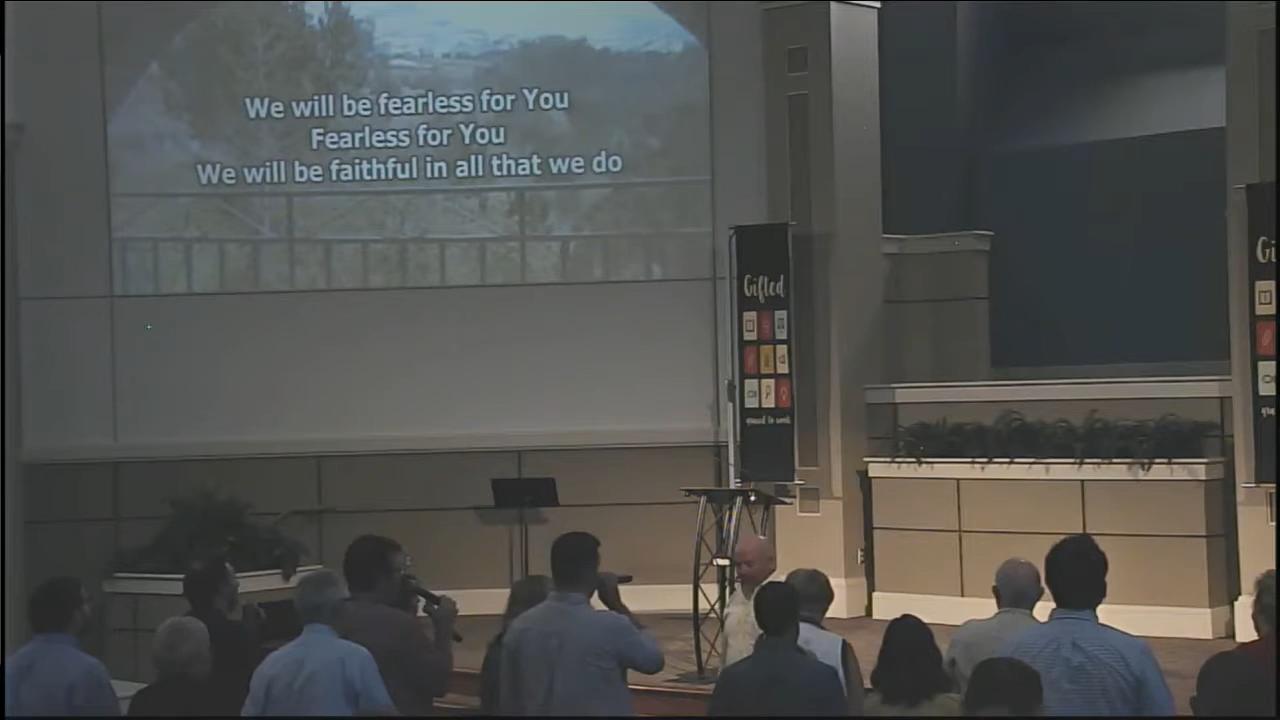 We will be fearless for You
Fearless for You
We will be faithful in all that we do
Gifted
Gi